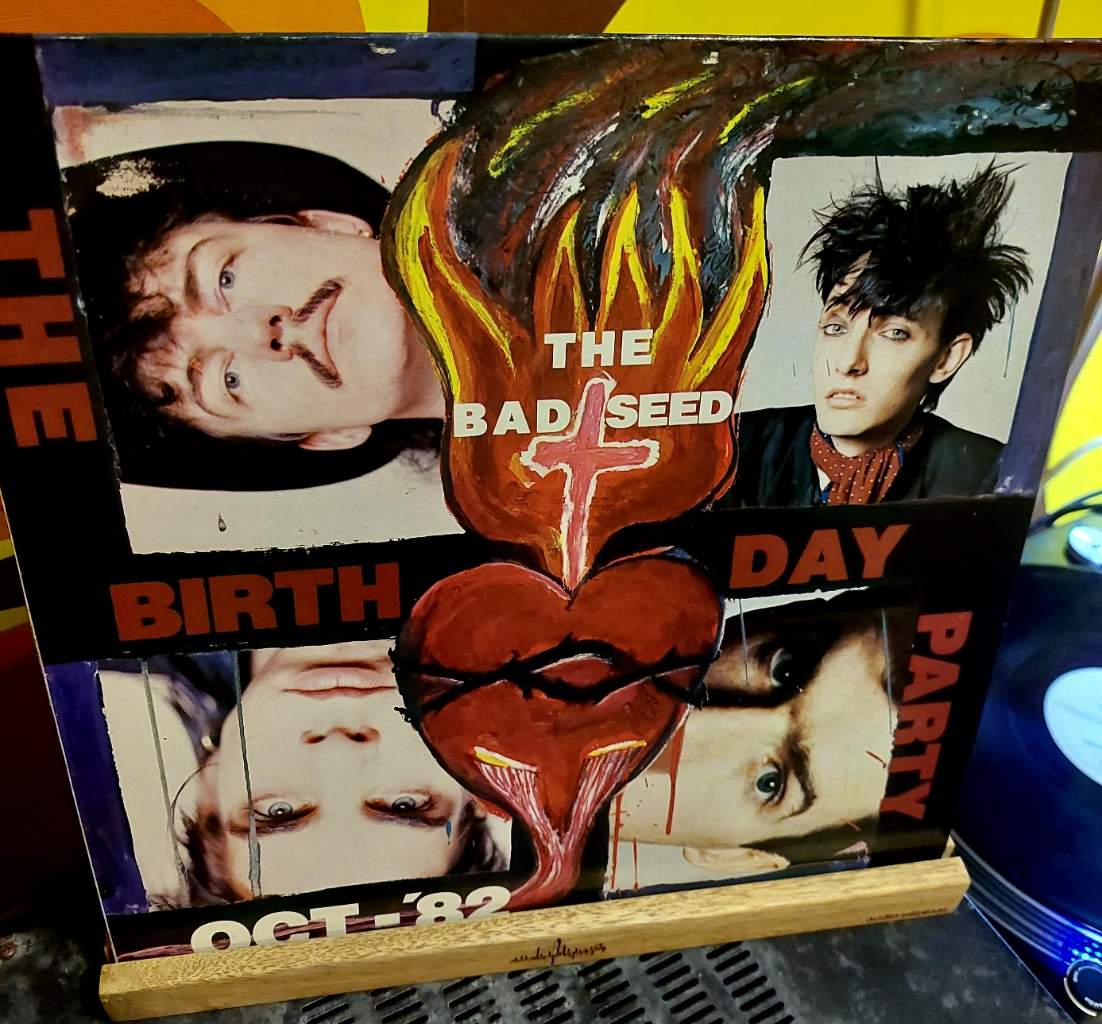 THE
BIRTH
DAY
PARTY
THE
BAD SEED
OCT-'82